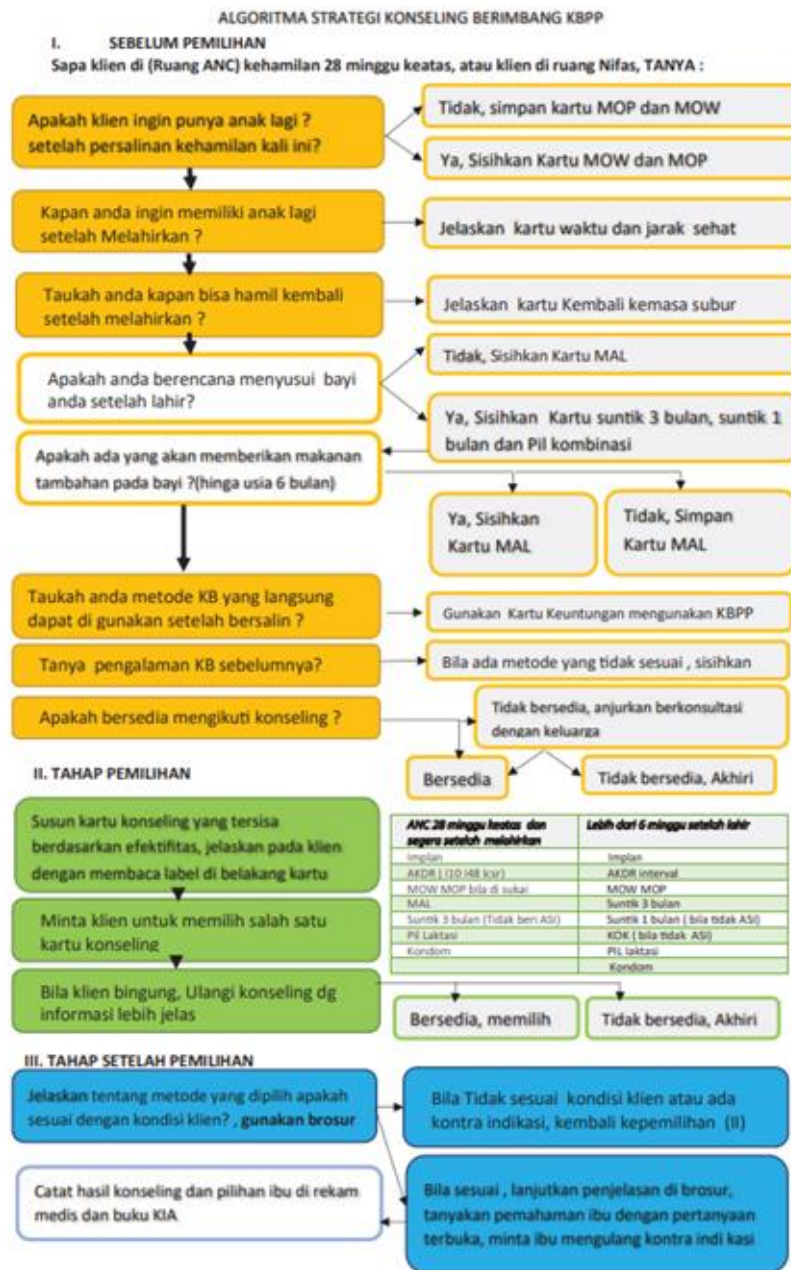 ALGORITMA STRATEGI KONSELING BERIMBANG KBPP
I. SEBELUM PEMILIHAN
Sapa klien di (Ruang ANC) kehamilan 28 minggu keatas, atau klien di ruang Nifas, TANYA :
Apakah klien ingin punya anak lagi ?
setelah persalinan kehamilan kali ini?
Tidak, simpan kartu MOP dan MOW
Ya, Sisihkan Kartu MOW dan MOP
Kapan anda ingin memiliki anak lagi
setelah Melahirkan ?
Jelaskan kartu waktu dan jarak sehat
Taukah anda kapan bisa hamil kembali
setelah melahirkan ?
Jelaskan kartu Kembali kemasa subur
Apakah anda berencana menyusui bayi
anda setelah lahir?
Tidak, Sisihkan Kartu MAL
Ya, Sisihkan Kartu suntik 3 bulan, suntik 1
bulan dan Pil kombinasi
Apakah ada yang akan memberikan makanan
tambahan pada bayi ?(hingga usia 6 bulan)
Ya, Sisihkan
Kartu MAL
Tidak, Simpan
Kartu MAL
Taukah anda metode KB yang langsung
dapat di gunakan setelah bersalin ?
Gunakan Kartu Keuntungan mengunakan KBPP
Tanya pengalaman KB sebelumnya?
Bila ada metode yang tidak sesuai , sisihkan
Apakah bersedia mengikuti konseling ?
Tidak bersedia, anjurkan berkonsultasi
dengan keluarga
Bersedia
Tidak bersedia, Akhiri
II. TAHAP PEMILIHAN
Susun kartu konseling yang tersisa
berdasarkan efektifitas, jelaskan pada klien
dengan membaca label di belakang kartu
Minta klien untuk memilih salah satu
kartu konseling
Bila klien bingung, Ulangi konseling dg
informasi lebih jelas
ANC 28 minggu keatas dan
segera setelah melahirkan
Lebih dari 6 minggu setelah lahir
Implan
Implan
AKDR
AKDR interval
MOW MOP bila di sukai
MOW MOP
MAL
Suntik 3 bulan
Suntik 3 bulan (Tidak beri ASI)
Suntik 1 bulan ( bila tidak ASI)
Pil Laktasi
KOK ( bila tidak ASI)
Kondom
PIL laktasi
Kondom
Bersedia, memilih
Tidak bersedia, Akhiri
III. TAHAP SETELAH PEMILIHAN
Jelaskan tentang metode yang dipilih apakah
sesuai dengan kondisi klien? , gunakan brosur
Bila Tidak sesuai kondisi klien atau ada
kontra indikasi, kembali kepemilihan (II)
Catat hasil konseling dan pilihan ibu di rekam
medis dan buku KIA
Bila sesuai , lanjutkan penjelasan di brosur,
tanyakan pemahaman ibu dengan pertanyaan
terbuka, minta ibu mengulang kontra indi kasi